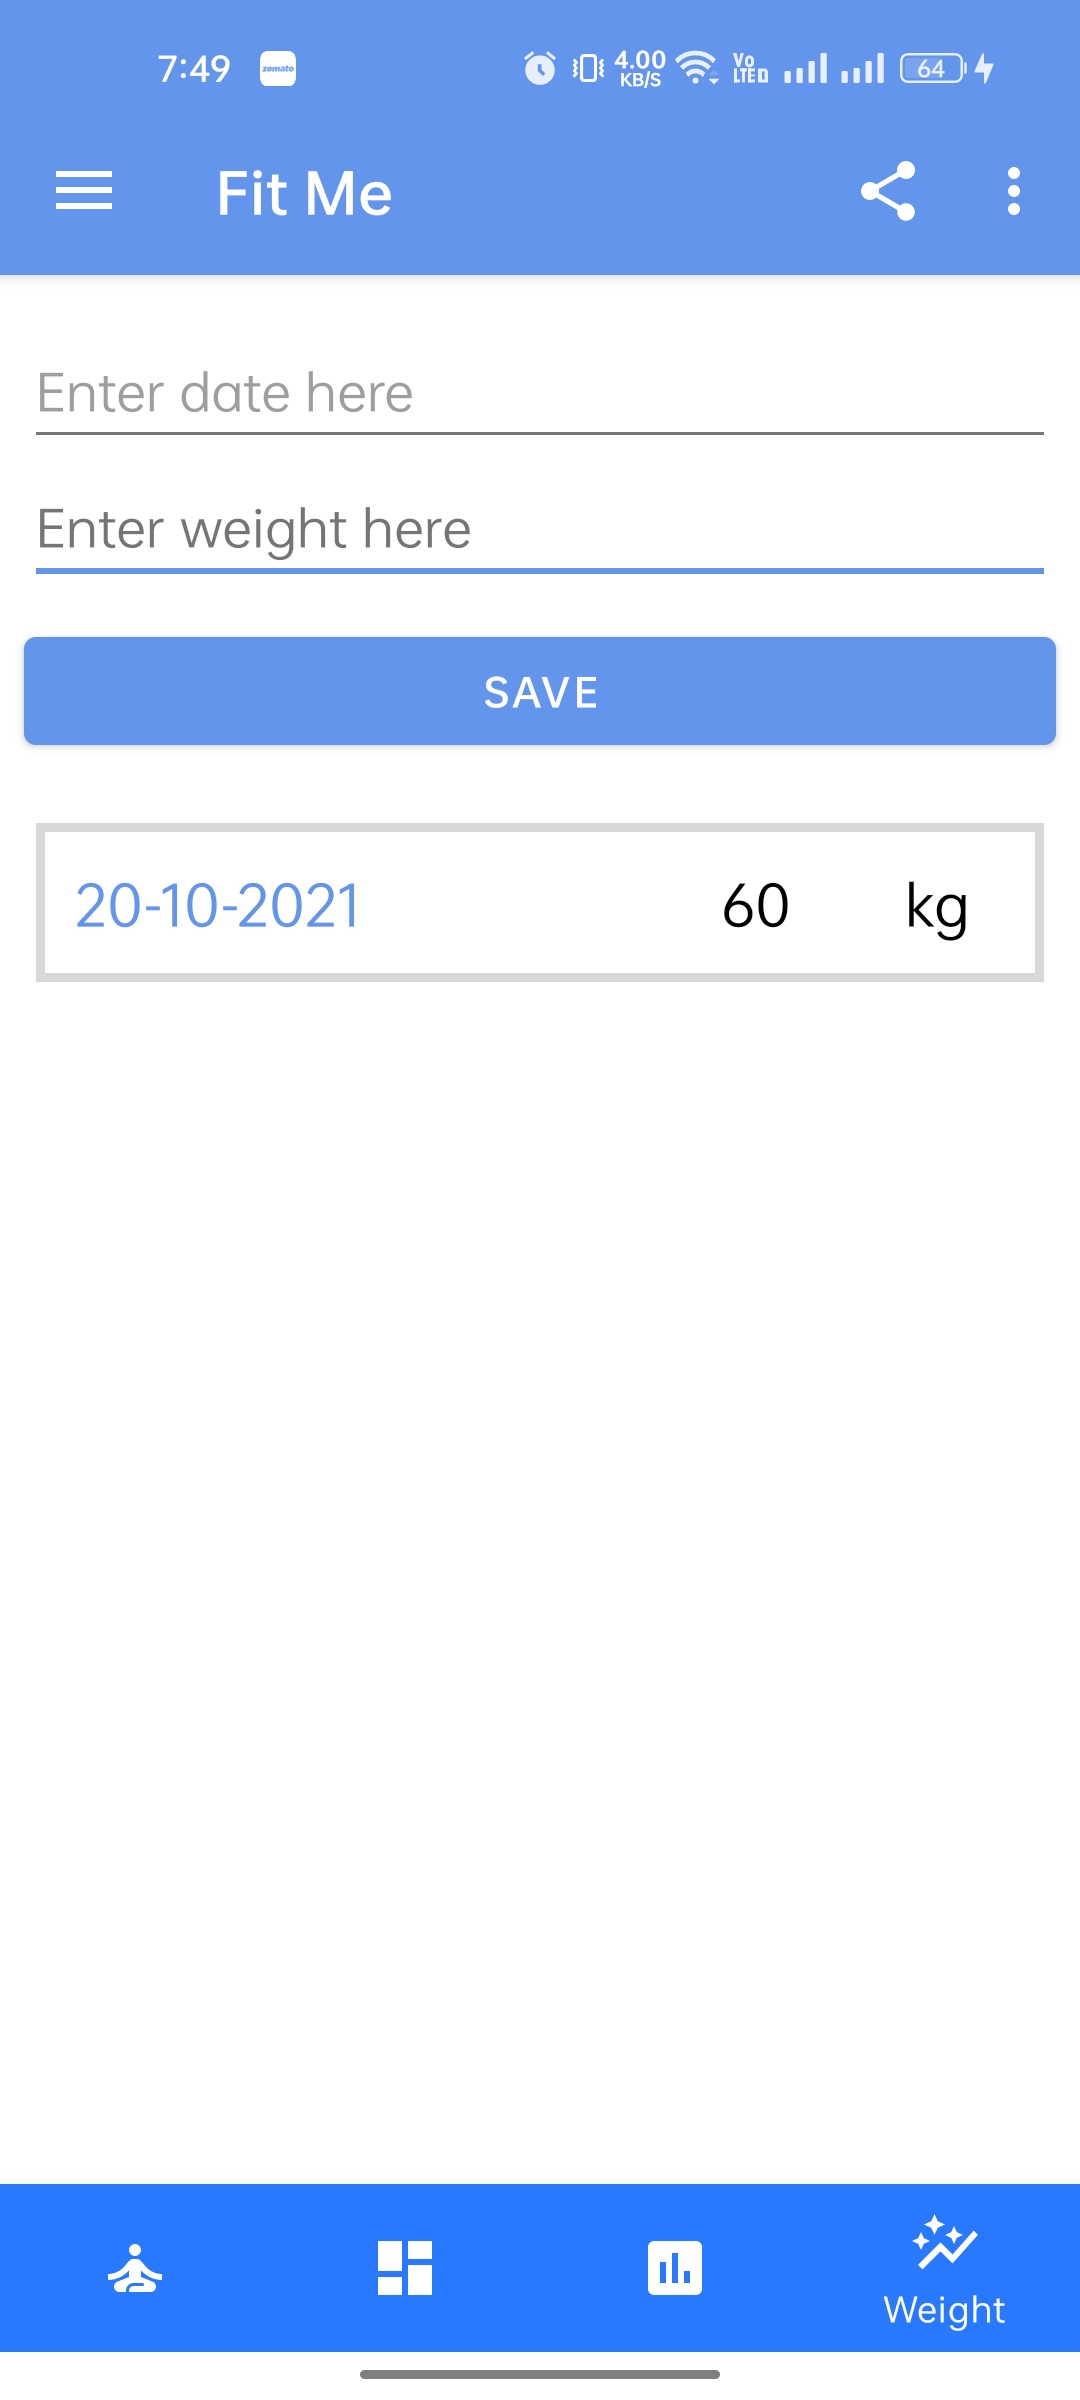 7:49 zomato 4.00 KB/S Vo LTE D 64
Fit Me
Enter date here
Enter weight here
SAVE
20-10-2021 60 kg
Weight